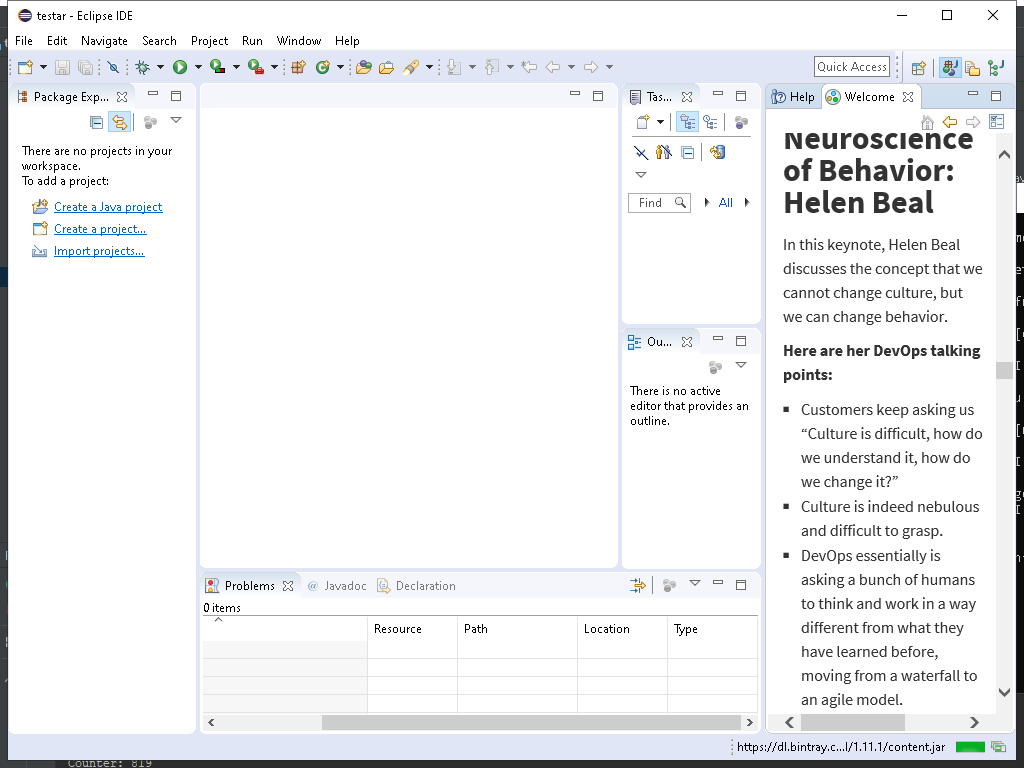 testar - Eclipse IDE
File Edit Navigate Search Project Run Window Help
Quick Access
Package Exp...
There are no projects in your
workspace.
To add a project:
Create a Java project
Create a project...
Import projects...
Tas...
Find
All
Ou...
There is no active
editor that provides an
outline.
Help Welcome
Neuroscience
of Behavior:
Helen Beal
In this keynote, Helen Beal
discusses the concept that we
cannot change culture, but
we can change behavior.
Here are her DevOps talking
points:
Customers keep asking us
“Culture is difficult, how do
we understand it, how do
we change it?”
Culture is indeed nebulous
and difficult to grasp.
DevOps essentially is
asking a bunch of humans
to think and work in a way
different from what they
have learned before,
moving from a waterfall to
an agile model.
Problems @ Javadoc Declaration
0 items
Resource Path Location Type
https://dl.bintray.c...l/1.11.1/content.jar
Counter: 819